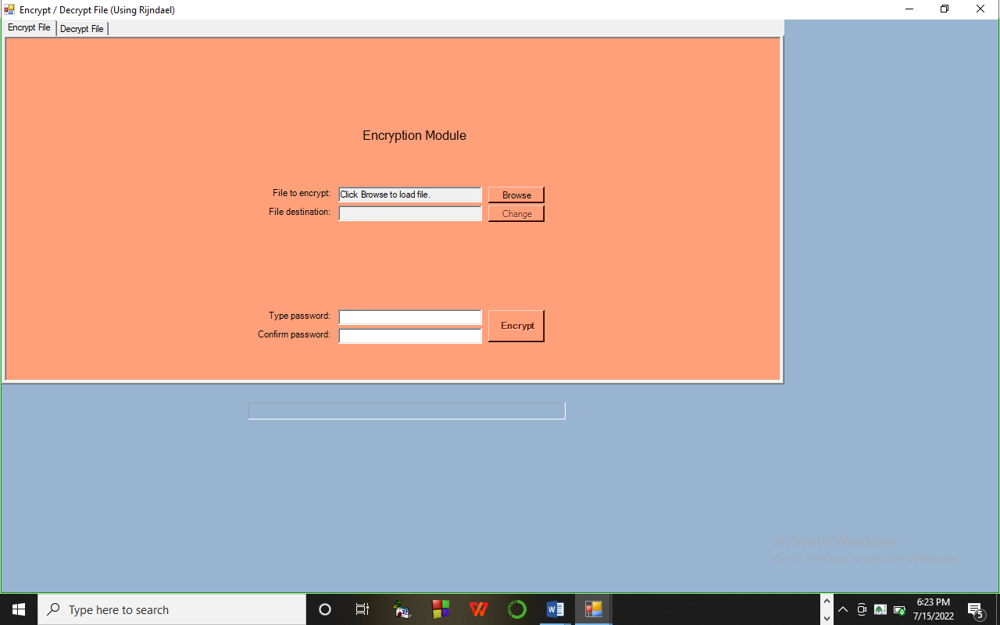 Encrypt / Decrypt File (Using Rijndael)
Encrypt File Decrypt File
Encryption Module
File to encrypt: Click Browse to load file. Browse
File destination: Change
Type password:
Encrypt
Confirm password:
Activate Windows
Go to Settings to activate Windows.
Type here to search
6:23 PM
7/15/2022
5